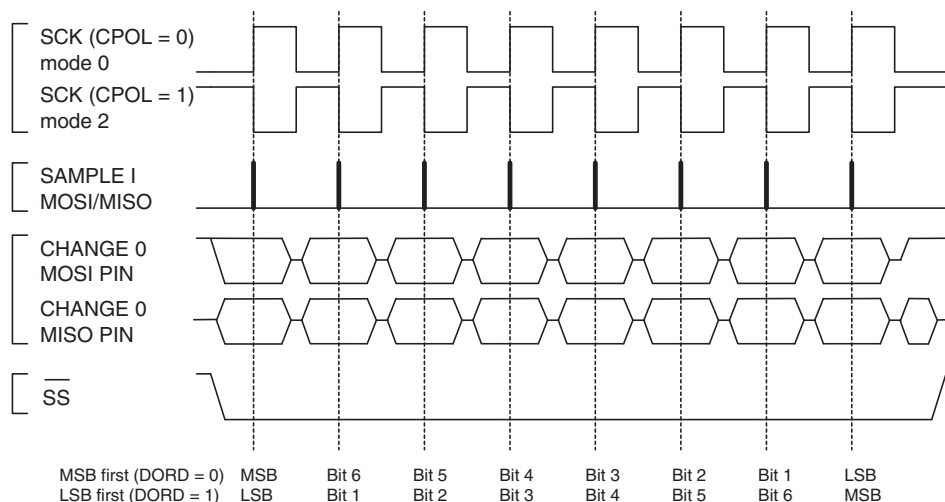 SCK (CPOL = 0)
mode 0
SCK (CPOL = 1)
mode 2
SAMPLE I
MOSI/MISO
CHANGE 0
MOSI PIN
CHANGE 0
MISO PIN
SS
MSB first (DORD = 0) MSB Bit 6 Bit 5 Bit 4 Bit 3 Bit 2 Bit 1 LSB
LSB first (DORD = 1) LSB Bit 1 Bit 2 Bit 3 Bit 4 Bit 5 Bit 6 MSB